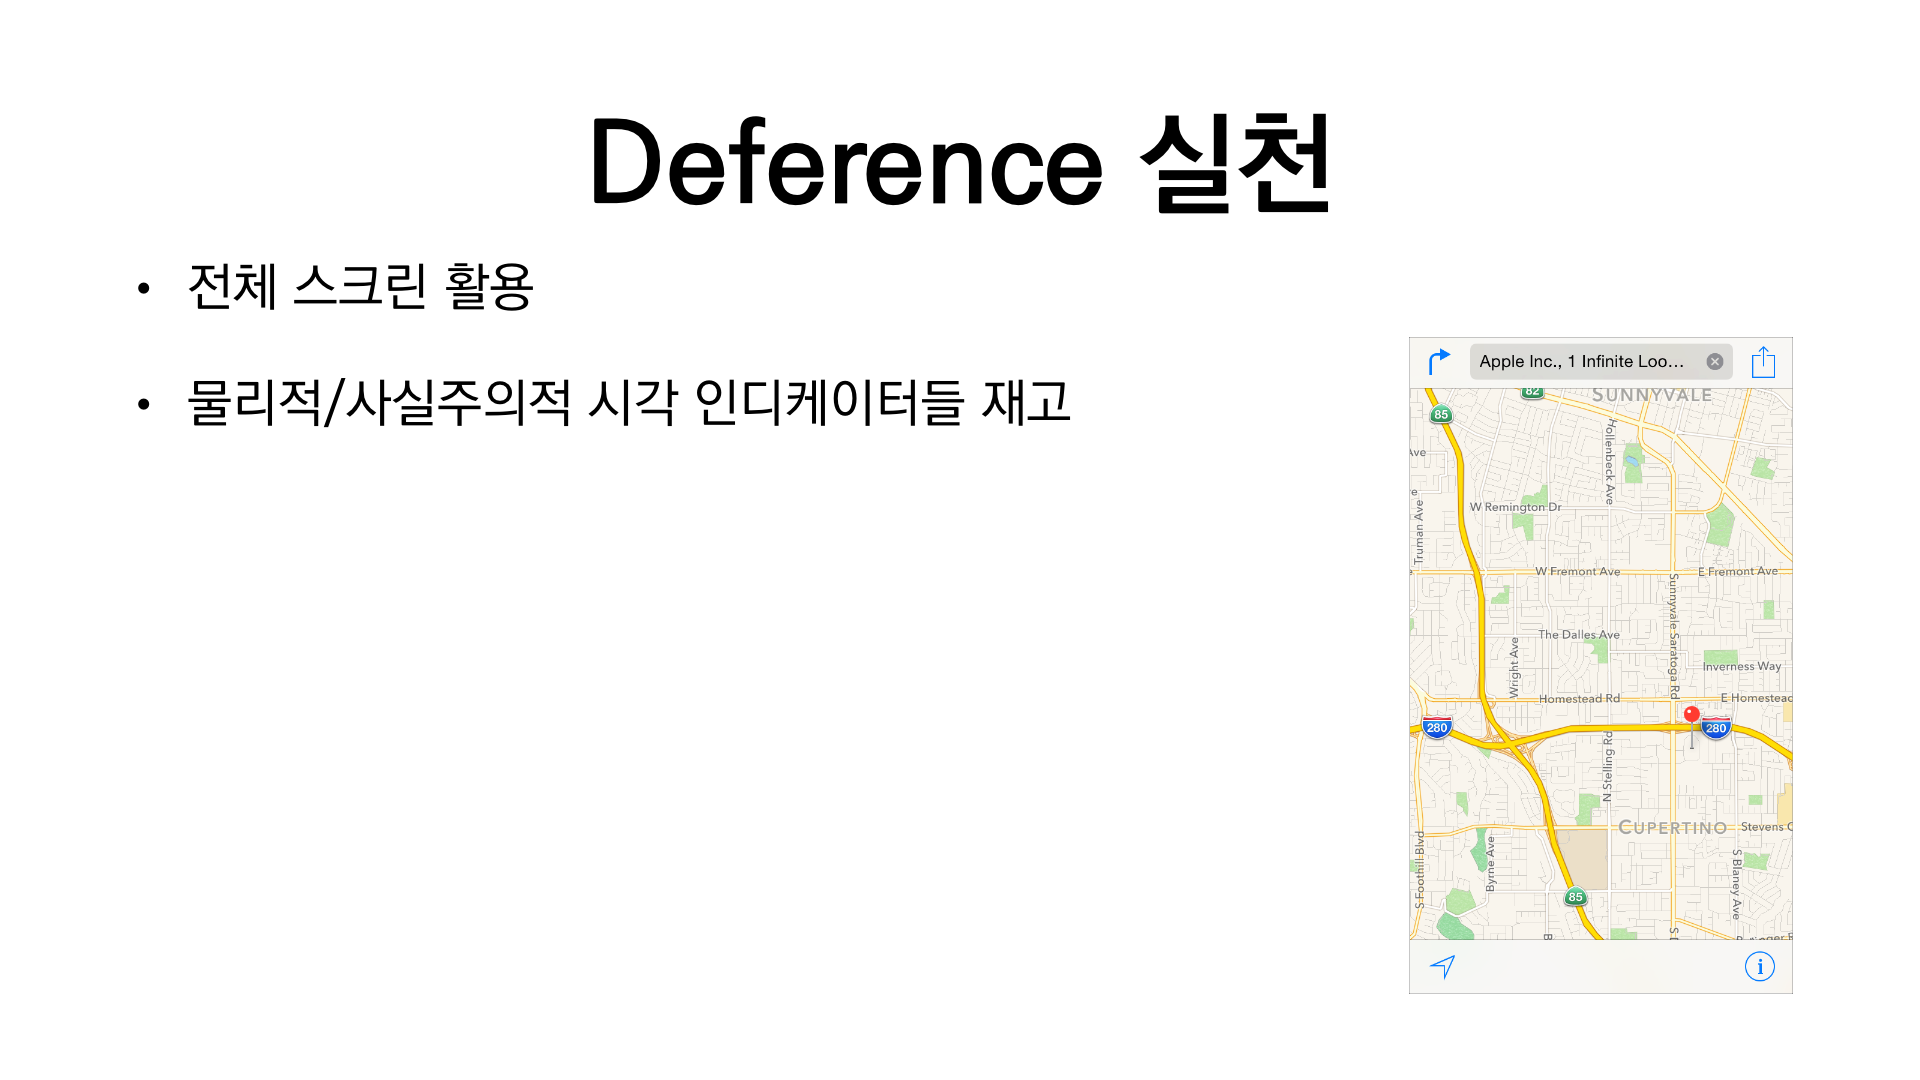 Deference 실천
• 전체 스크린 활용
• 물리적/사실주의적 시각 인디케이터들 재고
Apple Inc., 1 Infinite Loo...
SUNNYVALE
82
85
Hollenbeck Ave
Ave
W Remington Dr
Truman Ave
W Fremont Ave
E Fremont Ave
Sunnyvale Saratoga Rd
The Dalles Ave
Wright Ave
Inverness Way
Homestead Rd
E Homestead
280
280
N Stelling Rd
CUPERTINO
Stevens C
S Foothill Blvd
Byrne Ave
S Blaney Ave
85